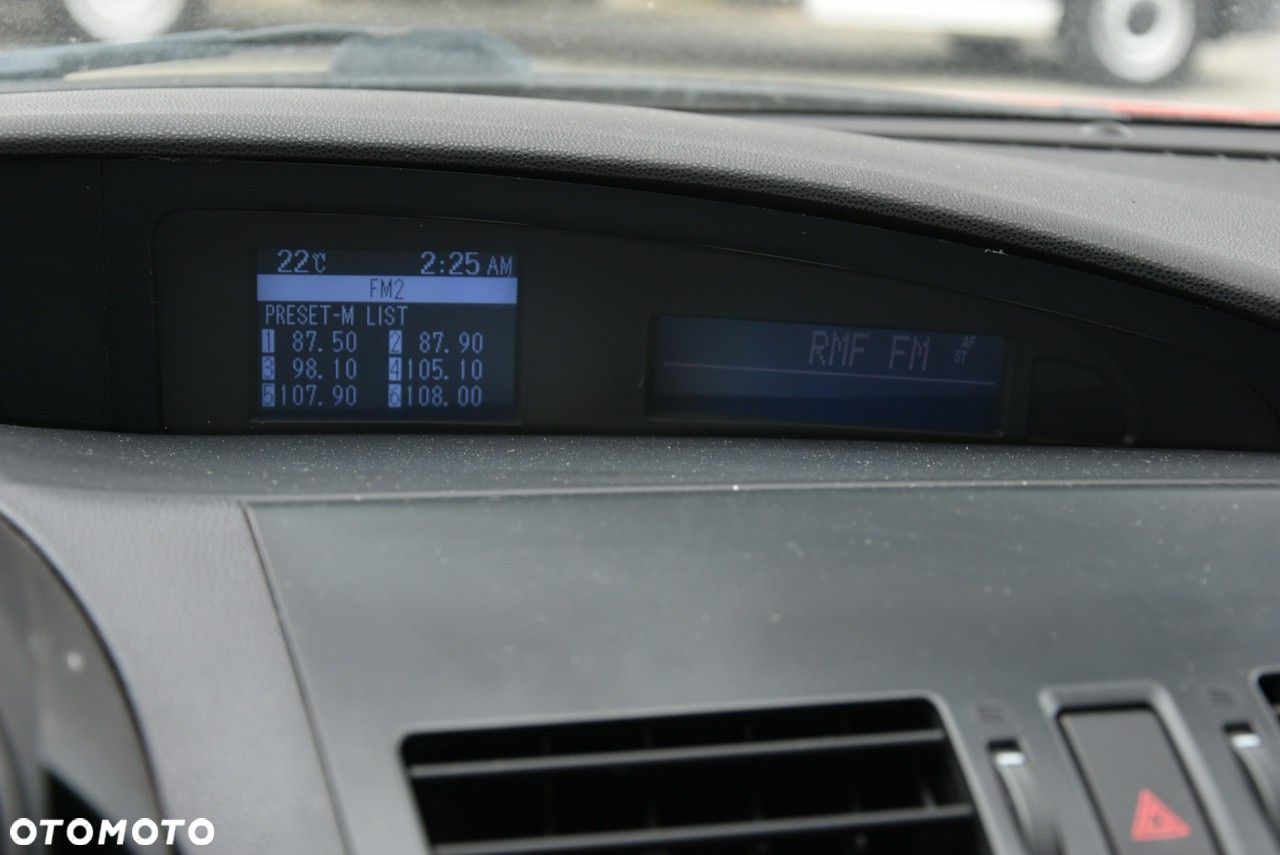 22℃ 2:25 AM
FM2
PRESET-M LIST
1 87.50 2 87.90
3 98.10 4 105.10
5 107.90 6 108.00
RMF FM AF
ST
OTOMOTO